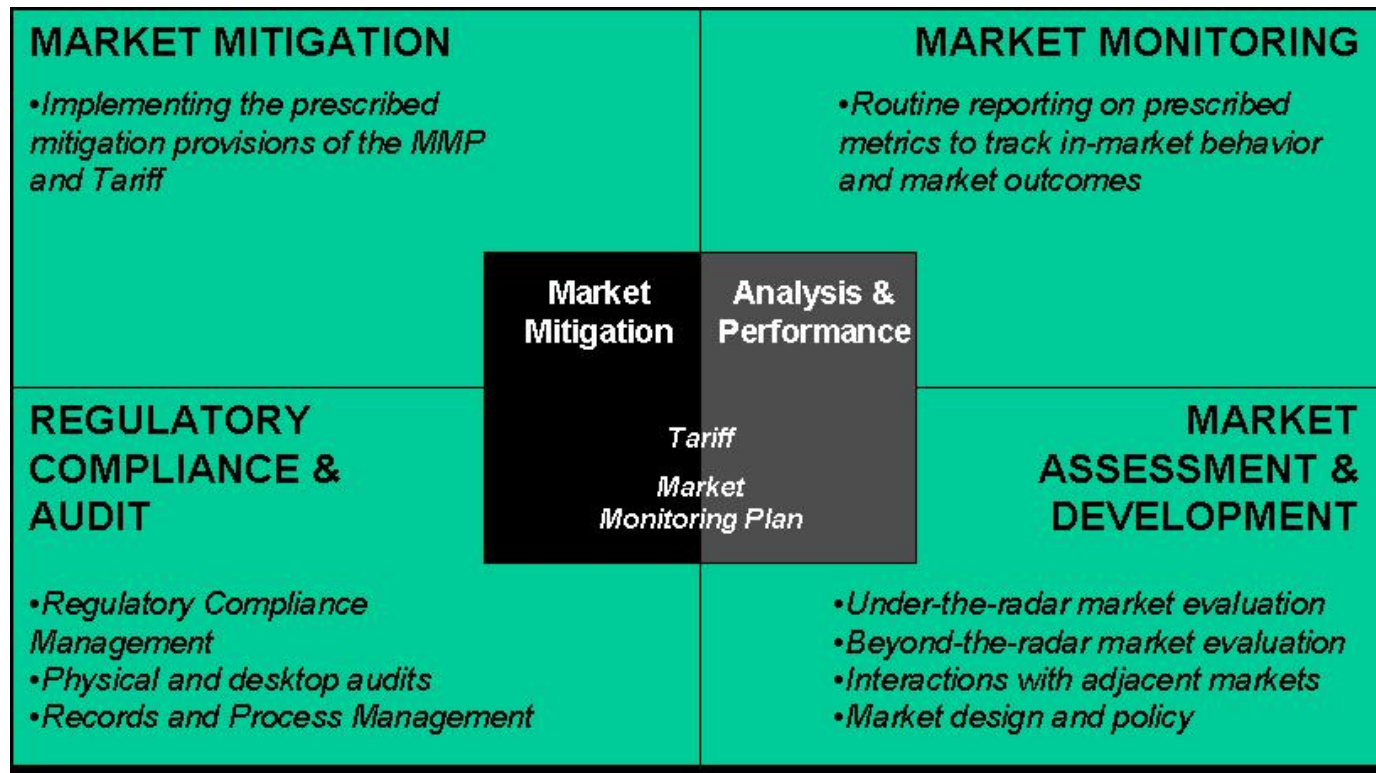 MARKET MITIGATION
•Implementing the prescribed
mitigation provisions of the MMP
and Tariff
MARKET MONITORING
•Routine reporting on prescribed
metrics to track in-market behavior
and market outcomes
Market
Mitigation
Analysis &
Performance
Tariff
Market
Monitoring Plan
REGULATORY
COMPLIANCE &
AUDIT
•Regulatory Compliance
Management
•Physical and desktop audits
•Records and Process Management
MARKET
ASSESSMENT &
DEVELOPMENT
•Under-the-radar market evaluation
•Beyond-the-radar market evaluation
•Interactions with adjacent markets
•Market design and policy